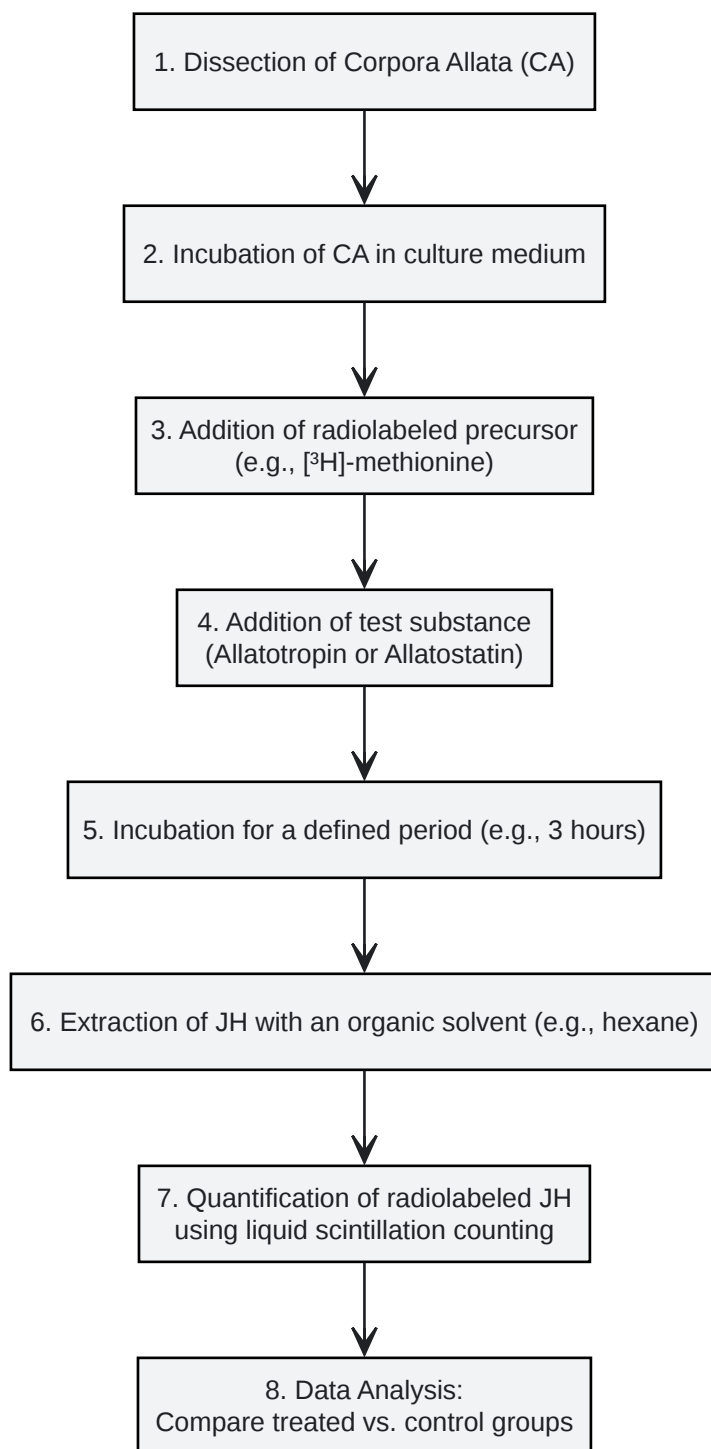 1. Dissection of Corpora Allata (CA)
2. Incubation of CA in culture medium
3. Addition of radiolabeled precursor
(e.g., [³H]-methionine)
4. Addition of test substance
(Allatotropin or Allatostatin)
5. Incubation for a defined period (e.g., 3 hours)
6. Extraction of JH with an organic solvent (e.g., hexane)
7. Quantification of radiolabeled JH
using liquid scintillation counting
8. Data Analysis:
Compare treated vs. control groups